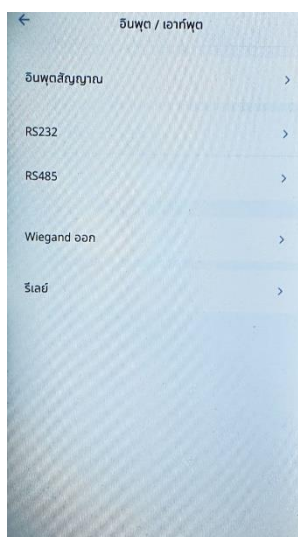 อินพุต / เอาท์พุต
อินพุตสัญญาณ
RS232
RS485
Wiegand ออก
รีเลย์